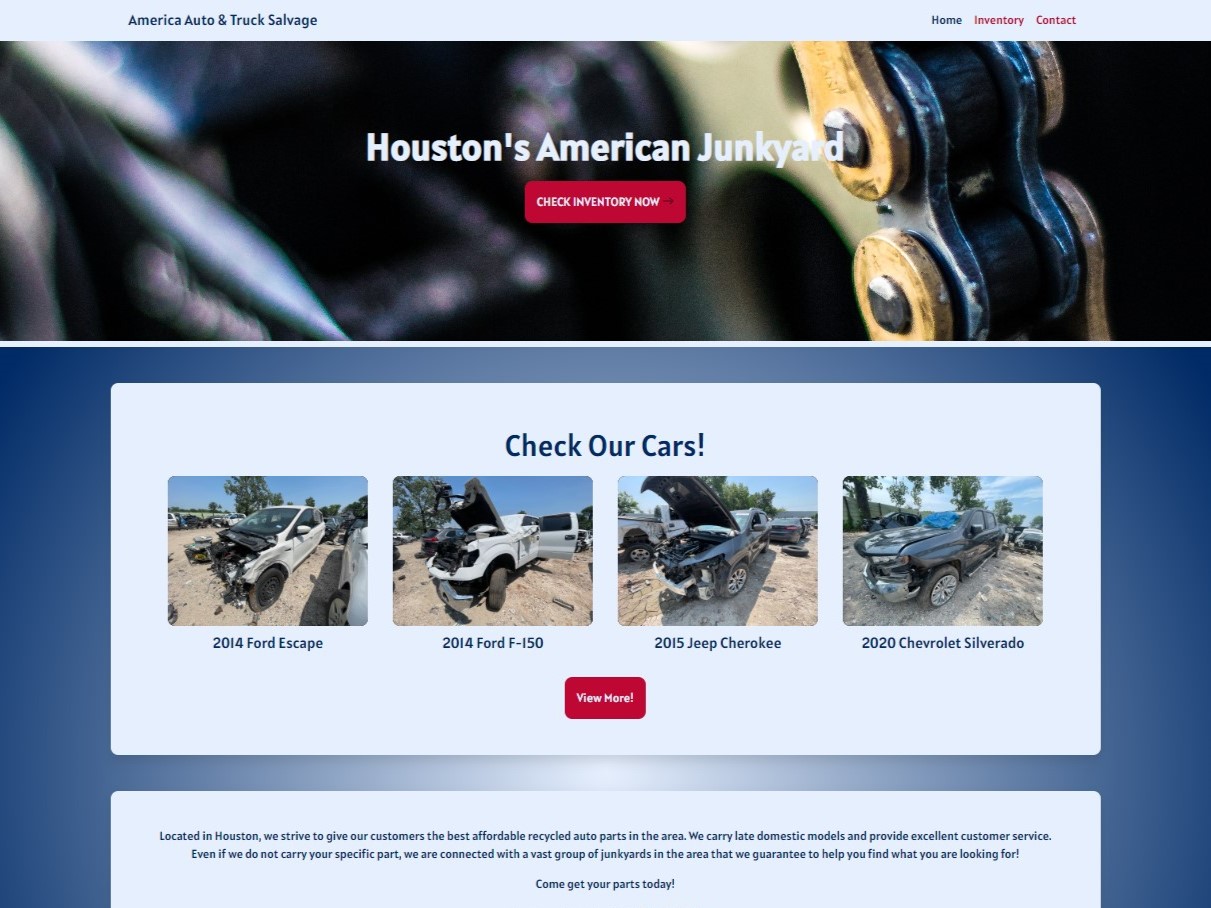 America Auto & Truck Salvage
Home Inventory Contact
Houston's American Junkyard
CHECK INVENTORY NOW →
Check Our Cars!
2014 Ford Escape
2014 Ford F-150
2015 Jeep Cherokee
2020 Chevrolet Silverado
View More!
Located in Houston, we strive to give our customers the best affordable recycled auto parts in the area. We carry late domestic models and provide excellent customer service.
Even if we do not carry your specific part, we are connected with a vast group of junkyards in the area that we guarantee to help you find what you are looking for!
Come get your parts today!